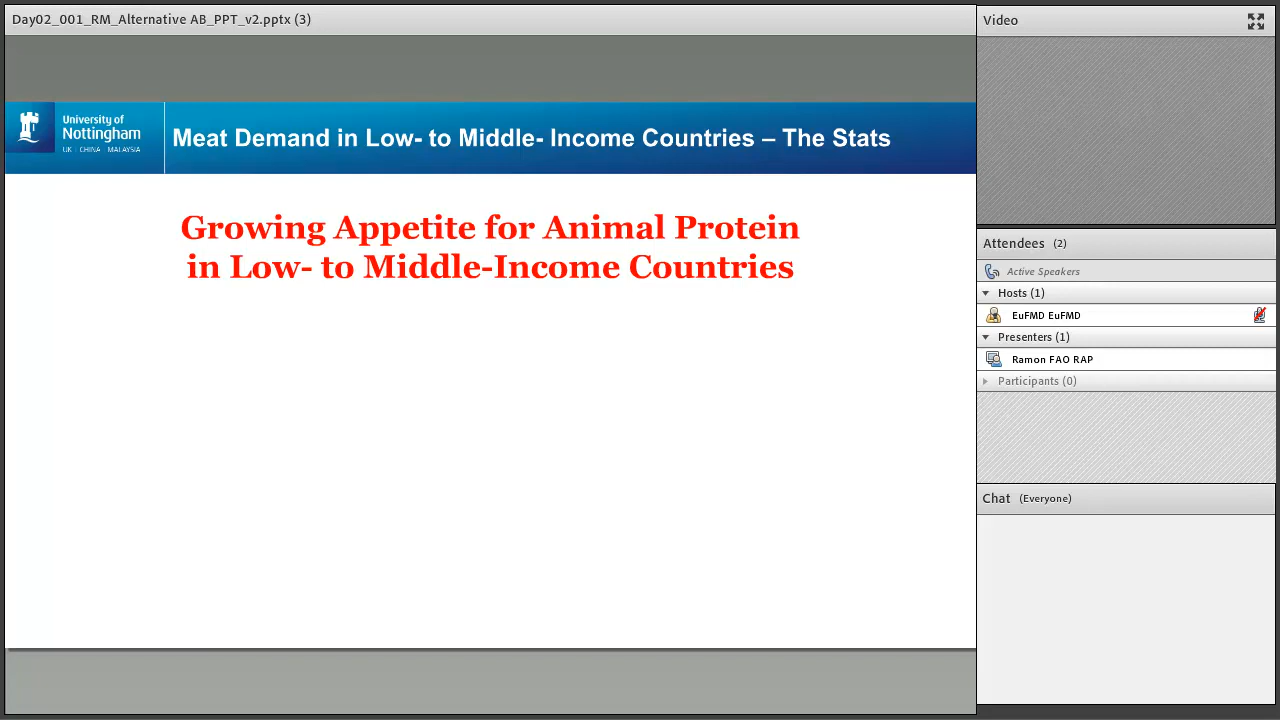 Day02_001_RM_Alternative AB_PPT_v2.pptx (3)
University of
Nottingham
UK · CHINA · MALAYSIA
Meat Demand in Low- to Middle- Income Countries – The Stats
Growing Appetite for Animal Protein
in Low- to Middle-Income Countries
Video
Attendees (2)
Active Speakers
Hosts (1)
EuFMD EuFMD
Presenters (1)
Ramon FAO RAP
Participants (0)
Chat (Everyone)